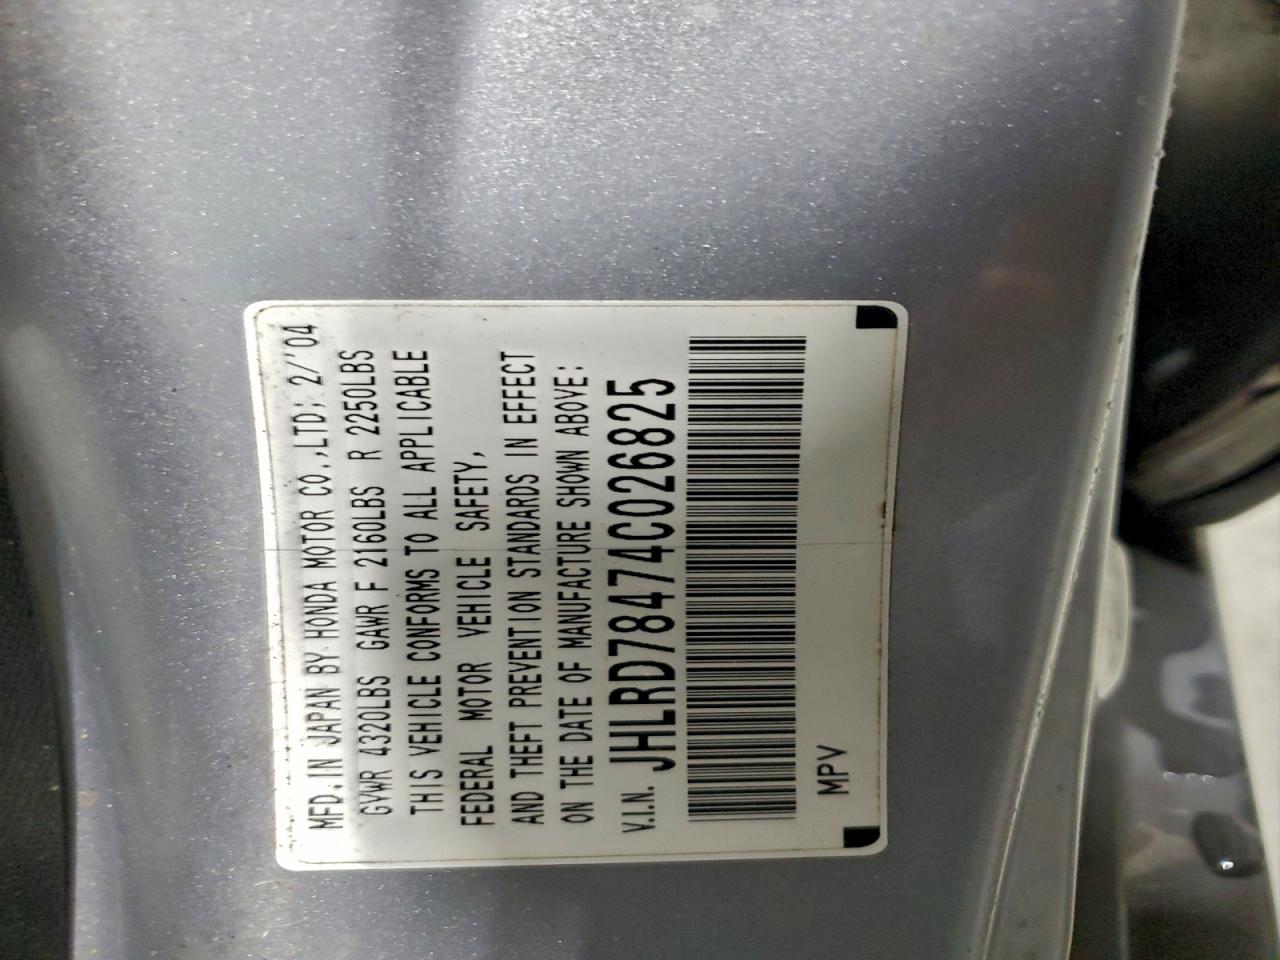 MFD.IN JAPAN BY HONDA MOTOR CO.,LTD: 2/'04
GVWR 4320LBS GAWR F 2160LBS R 2250LBS
THIS VEHICLE CONFORMS TO ALL APPLICABLE
FEDERAL MOTOR VEHICLE SAFETY,
AND THEFT PREVENTION STANDARDS IN EFFECT
ON THE DATE OF MANUFACTURE SHOWN ABOVE:
V.I.N. JHLRD78474C026825
MPV